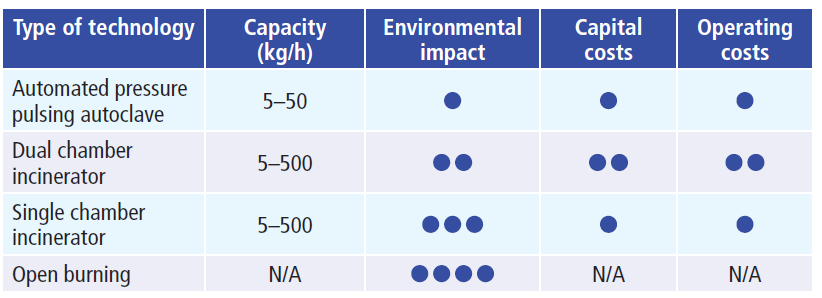 Type of technology Capacity (kg/h) Environmental impact Capital costs Operating costs
Automated pressure pulsing autoclave 5–50 ● ● ●
Dual chamber incinerator 5–500 ●● ●● ●●
Single chamber incinerator 5–500 ●●● ● ●
Open burning N/A ●●●● N/A N/A